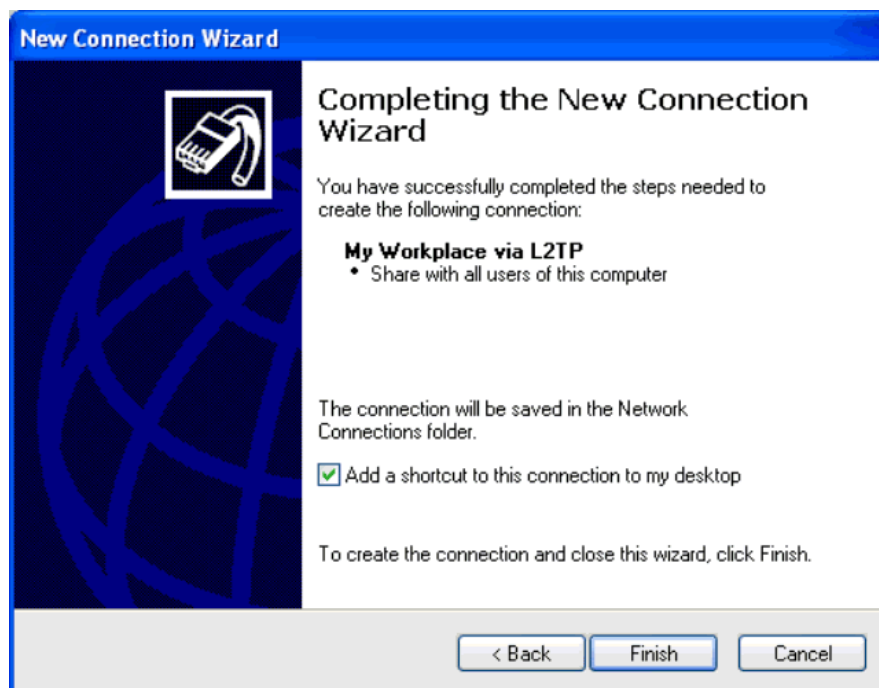 New Connection Wizard
Completing the New Connection
Wizard
You have successfully completed the steps needed to
create the following connection:
My Workplace via L2TP
• Share with all users of this computer
The connection will be saved in the Network
Connections folder.
Add a shortcut to this connection to my desktop
To create the connection and close this wizard, click Finish.
< Back Finish Cancel